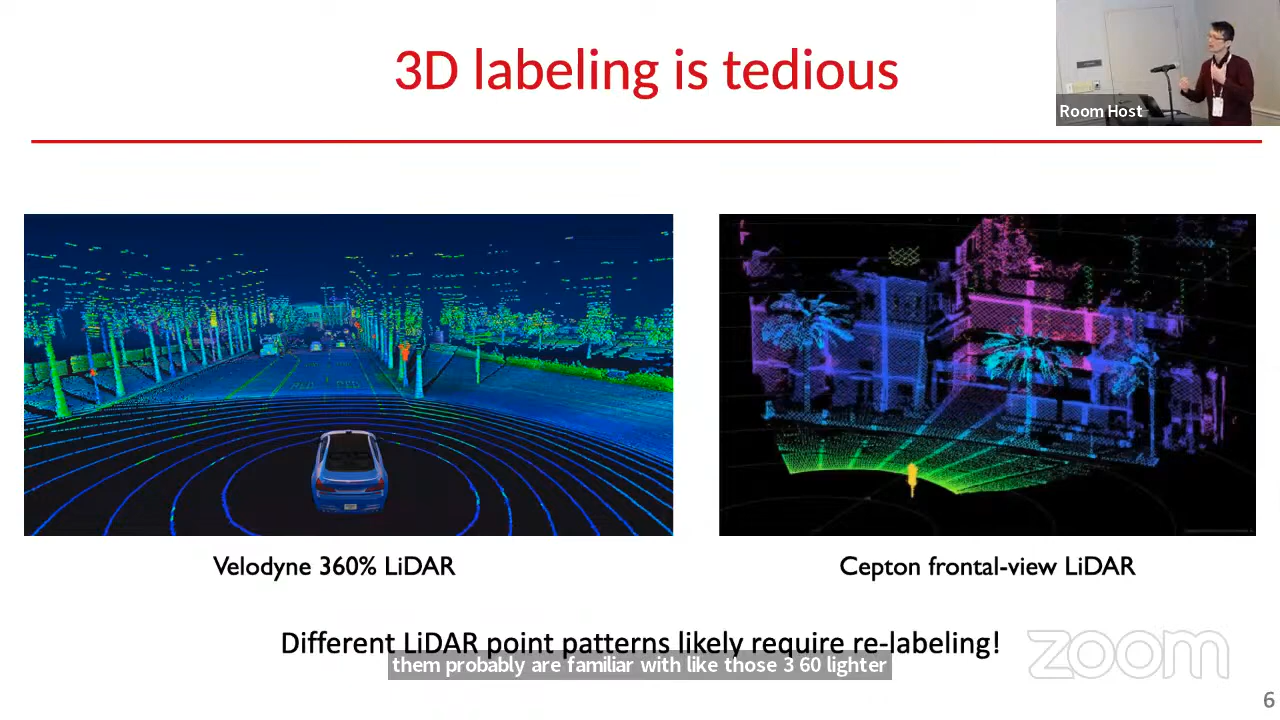 3D labeling is tedious
Room Host
Velodyne 360% LiDAR
Cepton frontal-view LiDAR
Different LiDAR point patterns likely require re-labeling!
them probably are familiar with like those 3 60 lighter
zoom
6